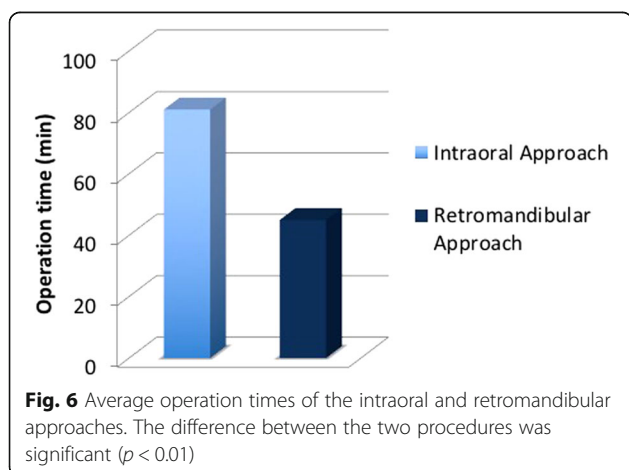 100
80
60
40
20
0
Operation time (min)
Intraoral Approach
Retromandibular
Approach
Fig. 6 Average operation times of the intraoral and retromandibular
approaches. The difference between the two procedures was
significant (p < 0.01)